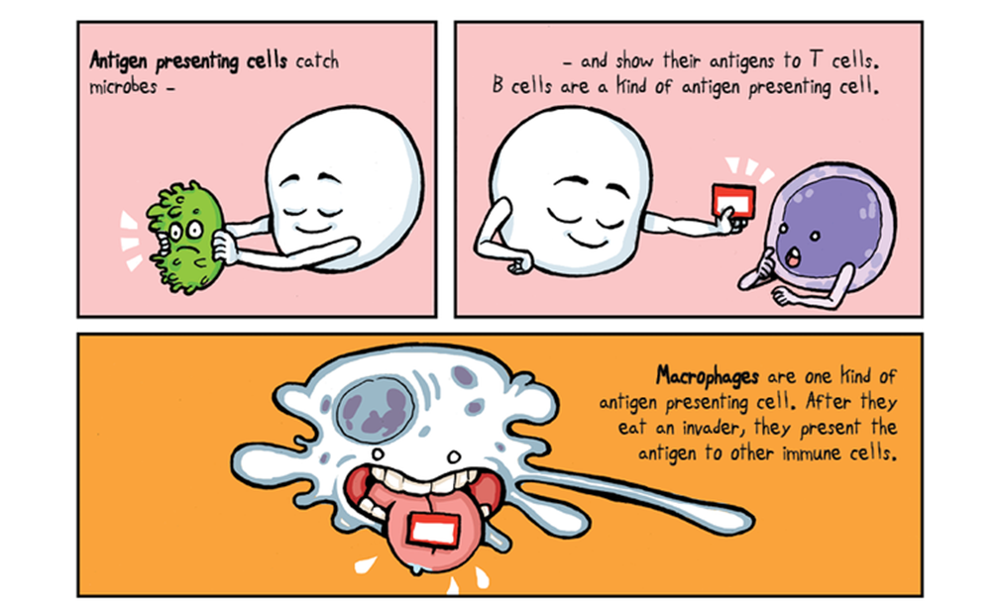 Antigen presenting cells catch
microbes –
– and show their antigens to T cells.
B cells are a kind of antigen presenting cell.
Macrophages are one kind of
antigen presenting cell. After they
eat an invader, they present the
antigen to other immune cells.